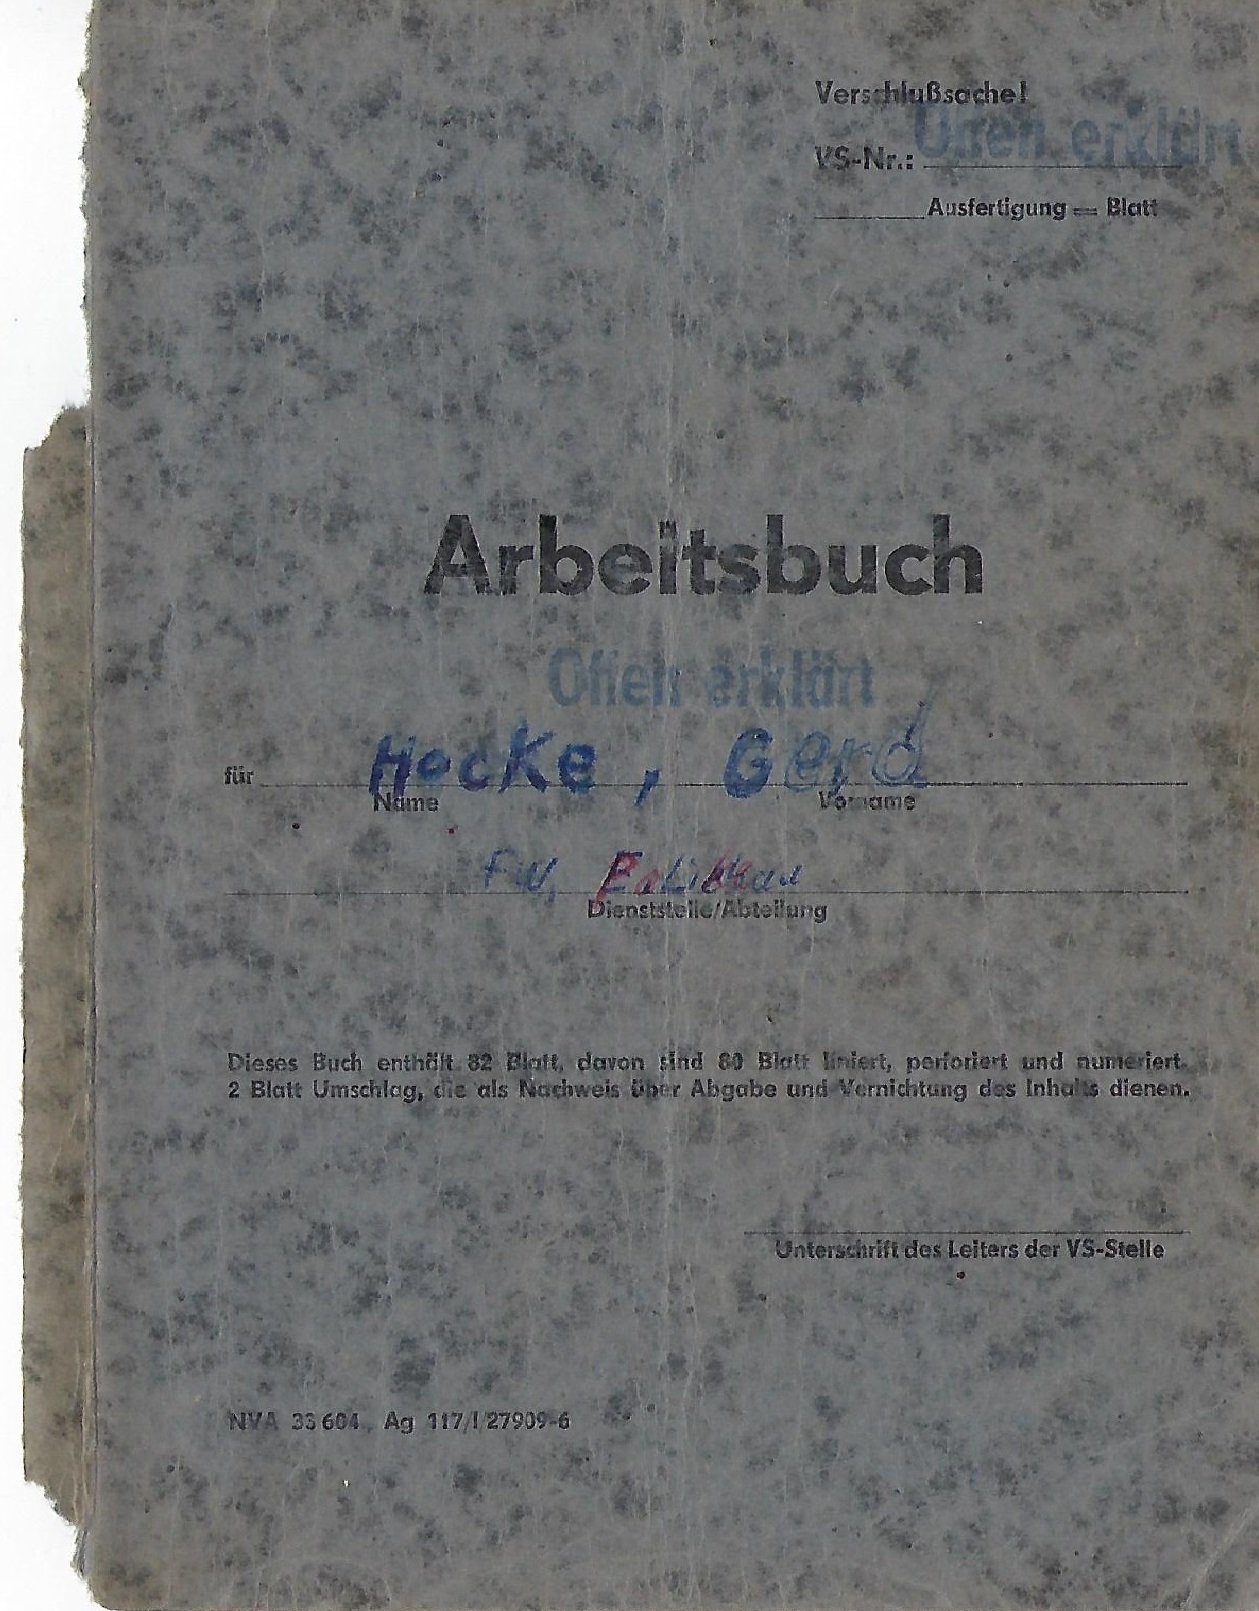 Verschlußsache!
Offen erklärt
VS-Nr.:
Ausfertigung = Blatt
Arbeitsbuch
Offen erklärt
für Hocke, Gerd
Name Vorname
Dienststelle/Abteilung
Dieses Buch enthält 82 Blatt, davon sind 80 Blatt liniert, perforiert und numeriert.
2 Blatt Umschlag, die als Nachweis über Abgabe und Vernichtung des Inhalts dienen.
Unterschrift des Leiters der VS-Stelle
NVA 33 604 Ag 117/I/27909-6